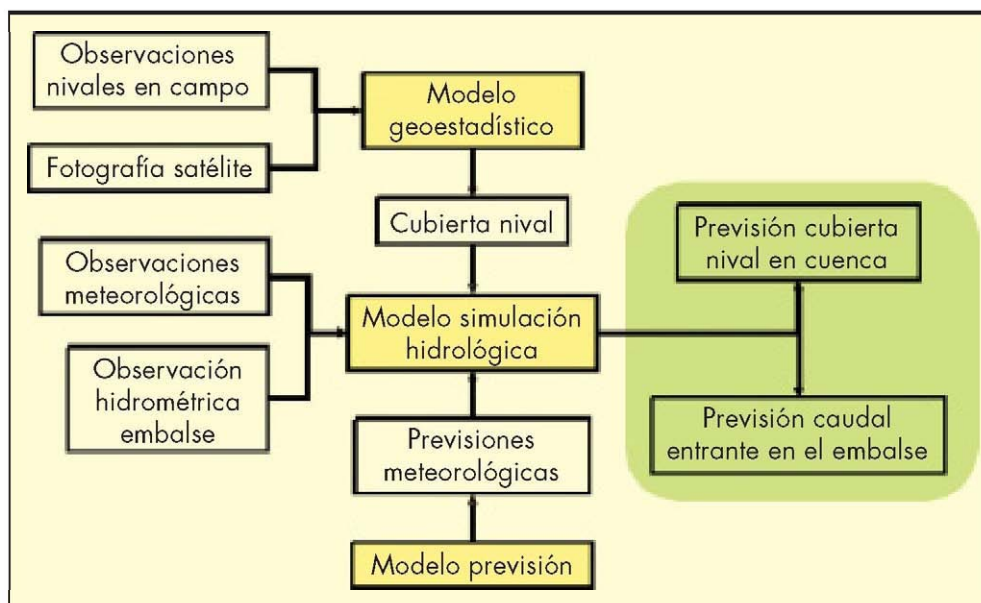 Observaciones
nivales en campo
Fotografía satélite
Modelo
geoestadístico
Cubierta nival
Observaciones
meteorológicas
Observación
hidrométrica
embalse
Modelo simulación
hidrológica
Previsiones
meteorológicas
Modelo previsión
Previsión cubierta
nival en cuenca
Previsión caudal
entrante en el embalse